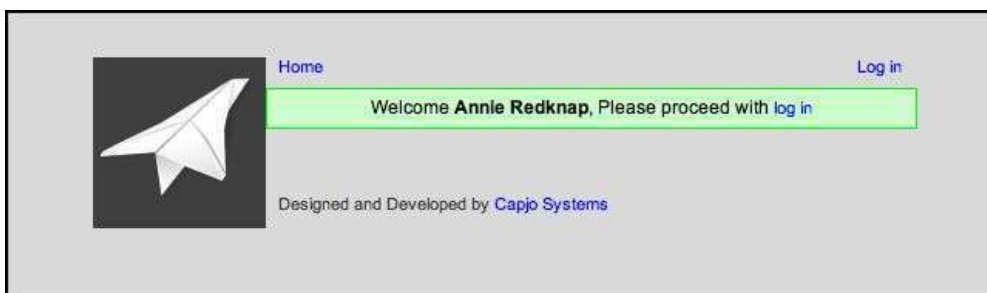 Home Log in
Welcome Annie Redknap, Please proceed with log in
Designed and Developed by Capjo Systems